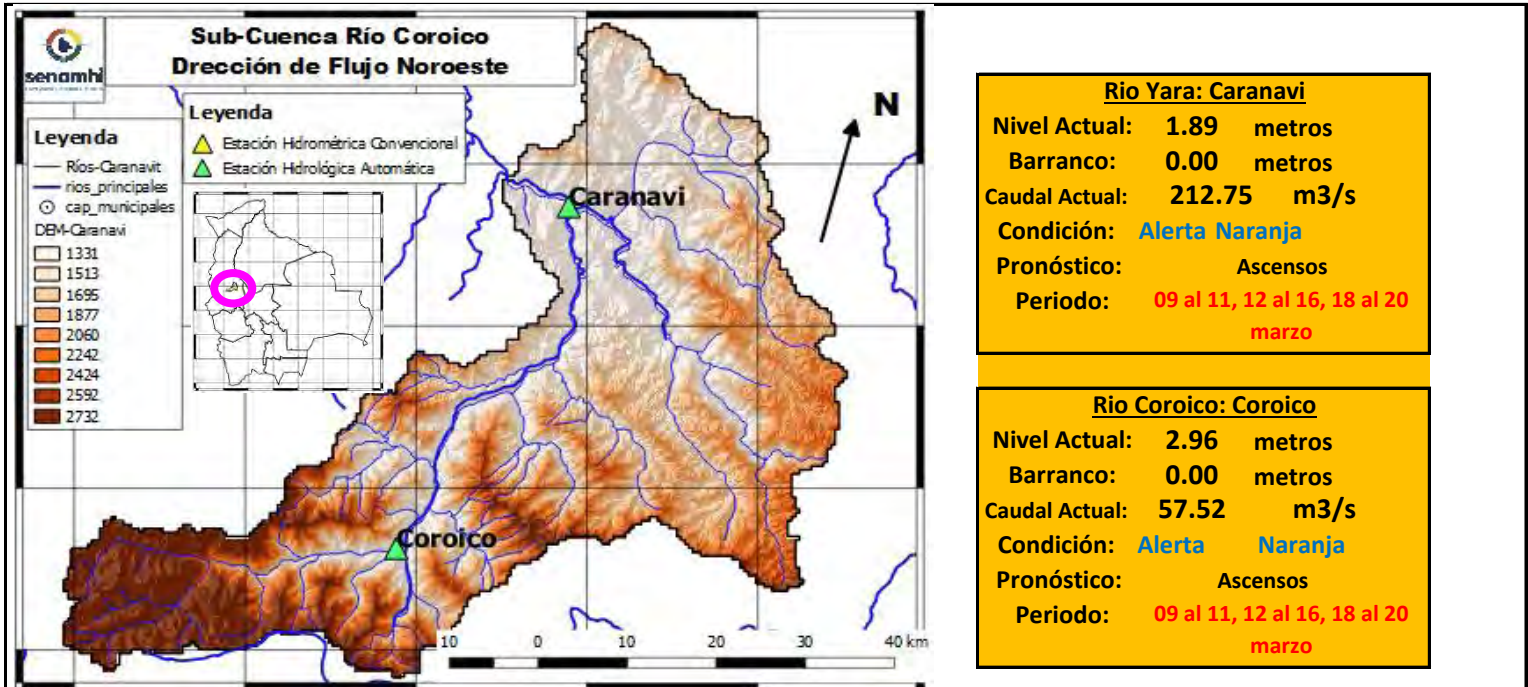 senamhi
Sub-Cuenca Río Coroico
Drección de Flujo Noroeste
Leyenda
Estación Hidrométrica Convencional
Estación Hidrológica Automática
Leyenda
Ríos-Caranavit
rios_principales
cap_municipales
DEM-Caranavi
1331
1513
1695
1877
2060
2242
2424
2592
2732
N
Caranavi
Coroico
10 0 10 20 30 40 km
Rio Yara: Caranavi
Nivel Actual: 1.89 metros
Barranco: 0.00 metros
Caudal Actual: 212.75 m3/s
Condición: Alerta Naranja
Pronóstico: Ascensos
Periodo: 09 al 11, 12 al 16, 18 al 20
marzo
Rio Coroico: Coroico
Nivel Actual: 2.96 metros
Barranco: 0.00 metros
Caudal Actual: 57.52 m3/s
Condición: Alerta Naranja
Pronóstico: Ascensos
Periodo: 09 al 11, 12 al 16, 18 al 20
marzo